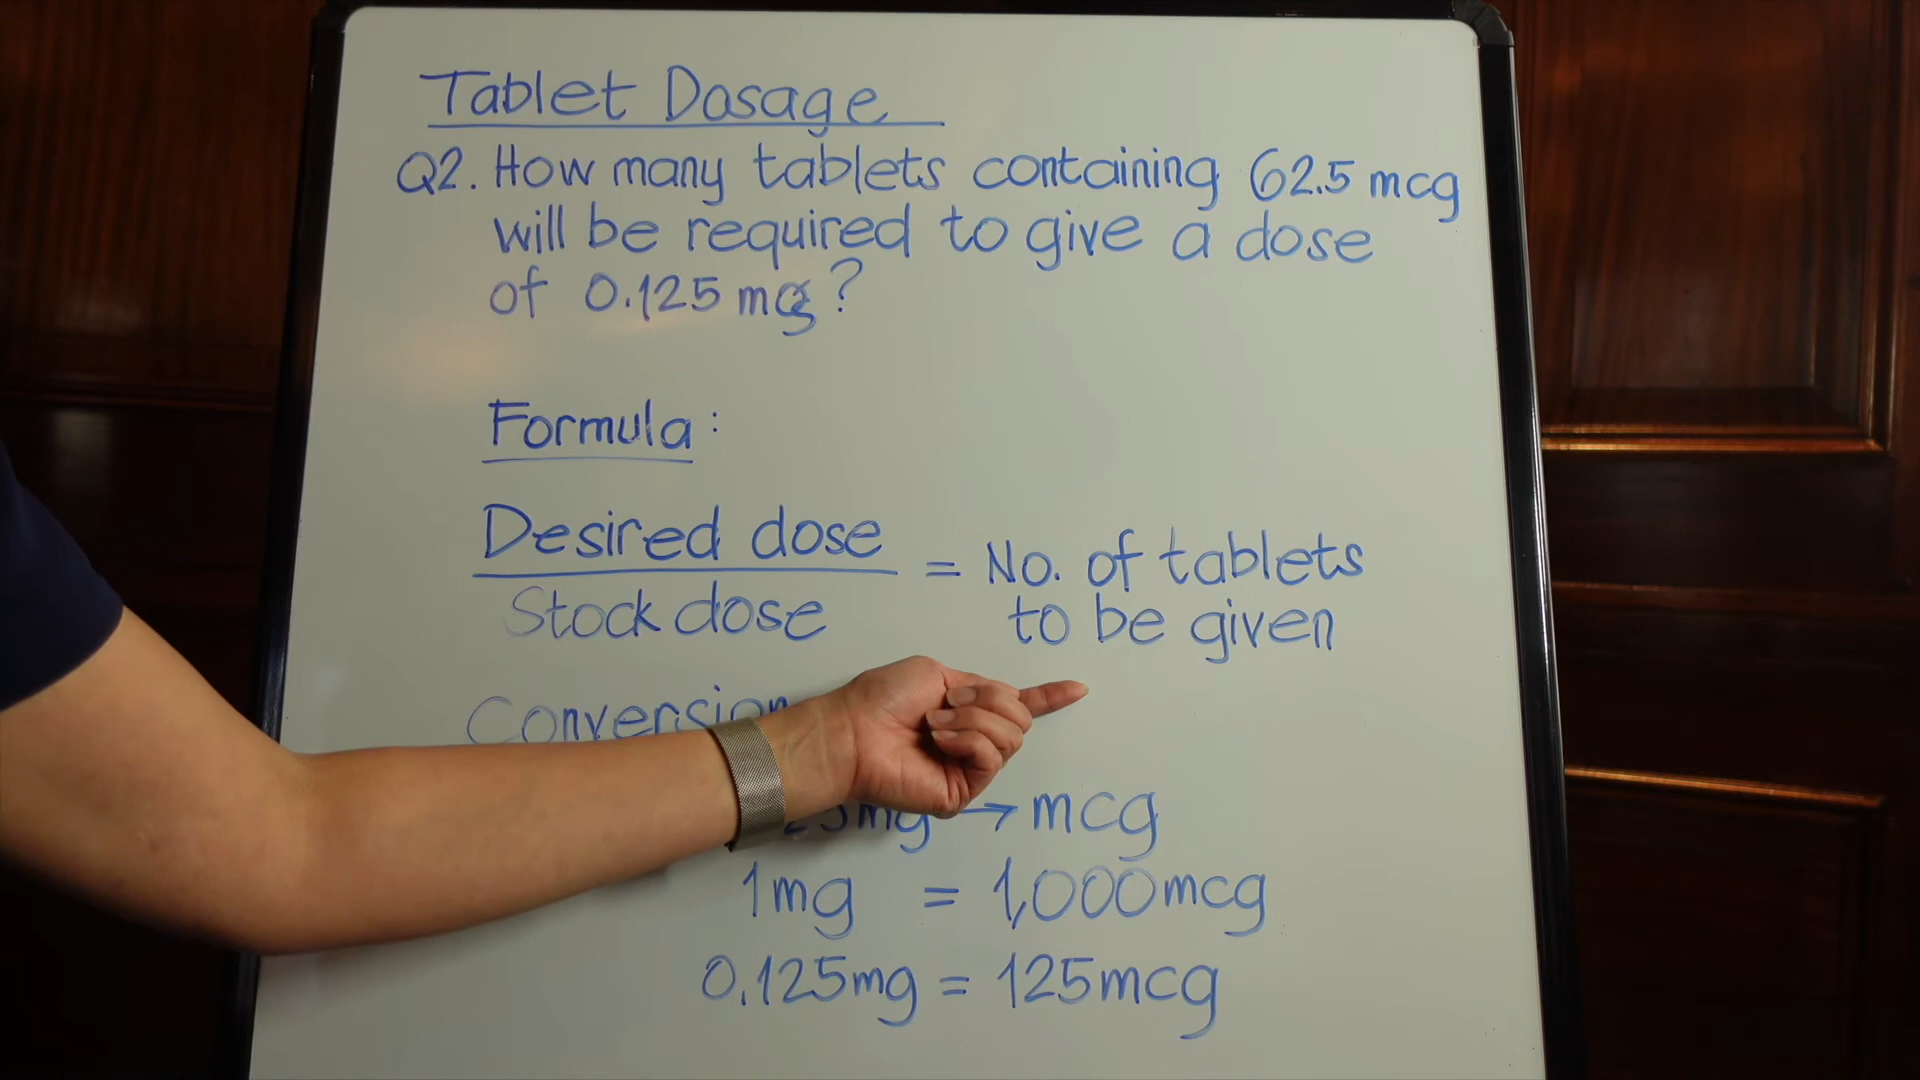 Tablet Dosage
Q2. How many tablets containing 62.5 mcg
will be required to give a dose
of 0.125 mg?
Formula:
Desired dose
Stock dose
= No. of tablets
to be given
Conversion
→ mcg
1mg = 1,000mcg
0.125mg = 125mcg